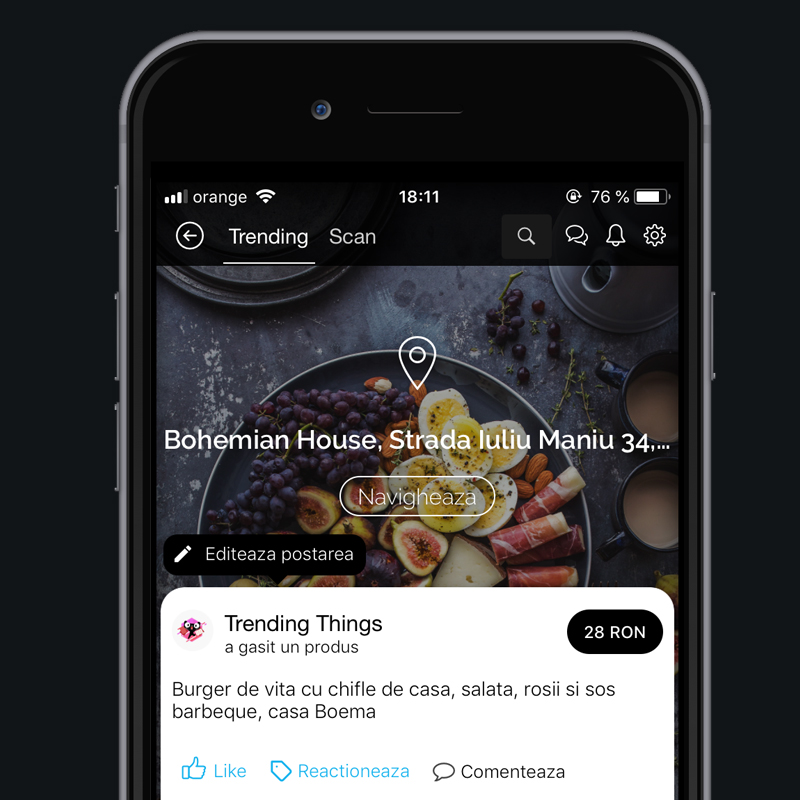 orange 18:11 76 %
Trending Scan
Bohemian House, Strada Iuliu Maniu 34,...
Navigheaza
Editeaza postarea
Trending Things
28 RON
a gasit un produs
Burger de vita cu chifle de casa, salata, rosii si sos
barbeque, casa Boema
Like Reactioneaza Comenteaza